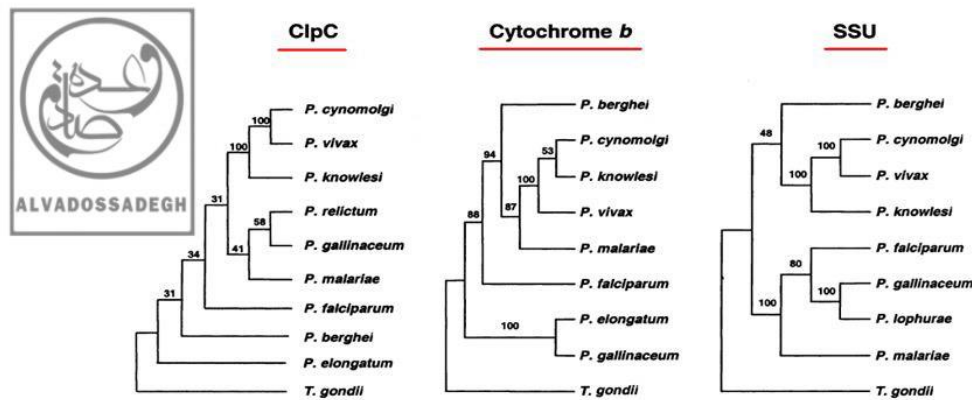 وعده صادق
ALVADOSSADEGH
ClpC
100
P. cynomolgi
P. vivax
100
P. knowlesi
31
58
P. relictum
P. gallinaceum
41
P. malariae
34
P. falciparum
31
P. berghei
P. elongatum
T. gondii
Cytochrome b
P. berghei
94
53
P. cynomolgi
P. knowlesi
100
P. vivax
87
P. malariae
88
P. falciparum
100
P. elongatum
P. gallinaceum
T. gondii
SSU
P. berghei
48
100
P. cynomolgi
P. vivax
100
P. knowlesi
P. falciparum
80
100
P. gallinaceum
P. lophurae
100
P. malariae
T. gondii